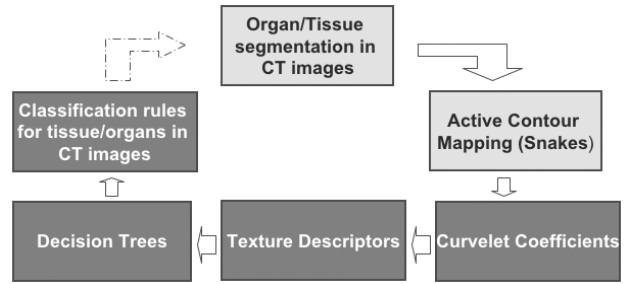 Organ/Tissue
segmentation in
CT images
Active Contour
Mapping (Snakes)
Curvelet Coefficients
Texture Descriptors
Decision Trees
Classification rules
for tissue/organs in
CT images